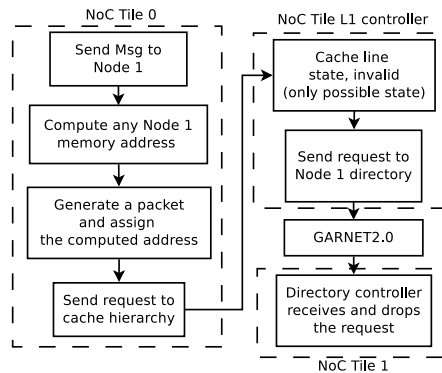 NoC Tile 0
Send Msg to
Node 1
Compute any Node 1
memory address
Generate a packet
and assign
the computed address
Send request to
cache hierarchy
NoC Tile L1 controller
Cache line
state, invalid
(only possible state)
Send request to
Node 1 directory
GARNET2.0
Directory controller
receives and drops
the request
NoC Tile 1